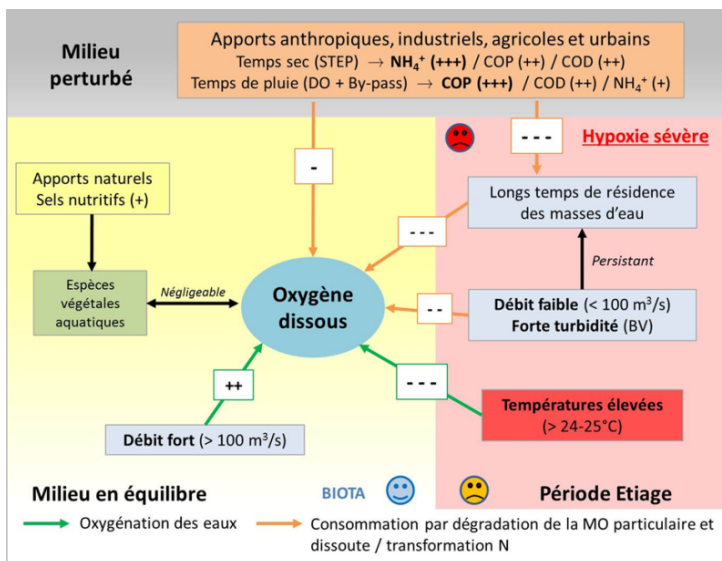 Milieu
perturbé
Apports anthropiques, industriels, agricoles et urbains
Temps sec (STEP) → NH₄⁺ (+++) / COP (++) / COD (++)
Temps de pluie (DO + By-pass) → COP (+++) / COD (++) / NH₄⁺ (+)
-
- - -
Hypoxie sévère
Apports naturels
Sels nutritifs (+)
Longs temps de résidence
des masses d'eau
- - -
Persistant
Espèces
végétales
aquatiques
Négligeable
Oxygène
dissous
- -
Débit faible (< 100 m³/s)
Forte turbidité (BV)
++
- - -
Températures élevées
(> 24-25°C)
Débit fort (> 100 m³/s)
Milieu en équilibre
BIOTA
Période Etiage
Oxygénation des eaux
Consommation par dégradation de la MO particulaire et
dissoute / transformation N